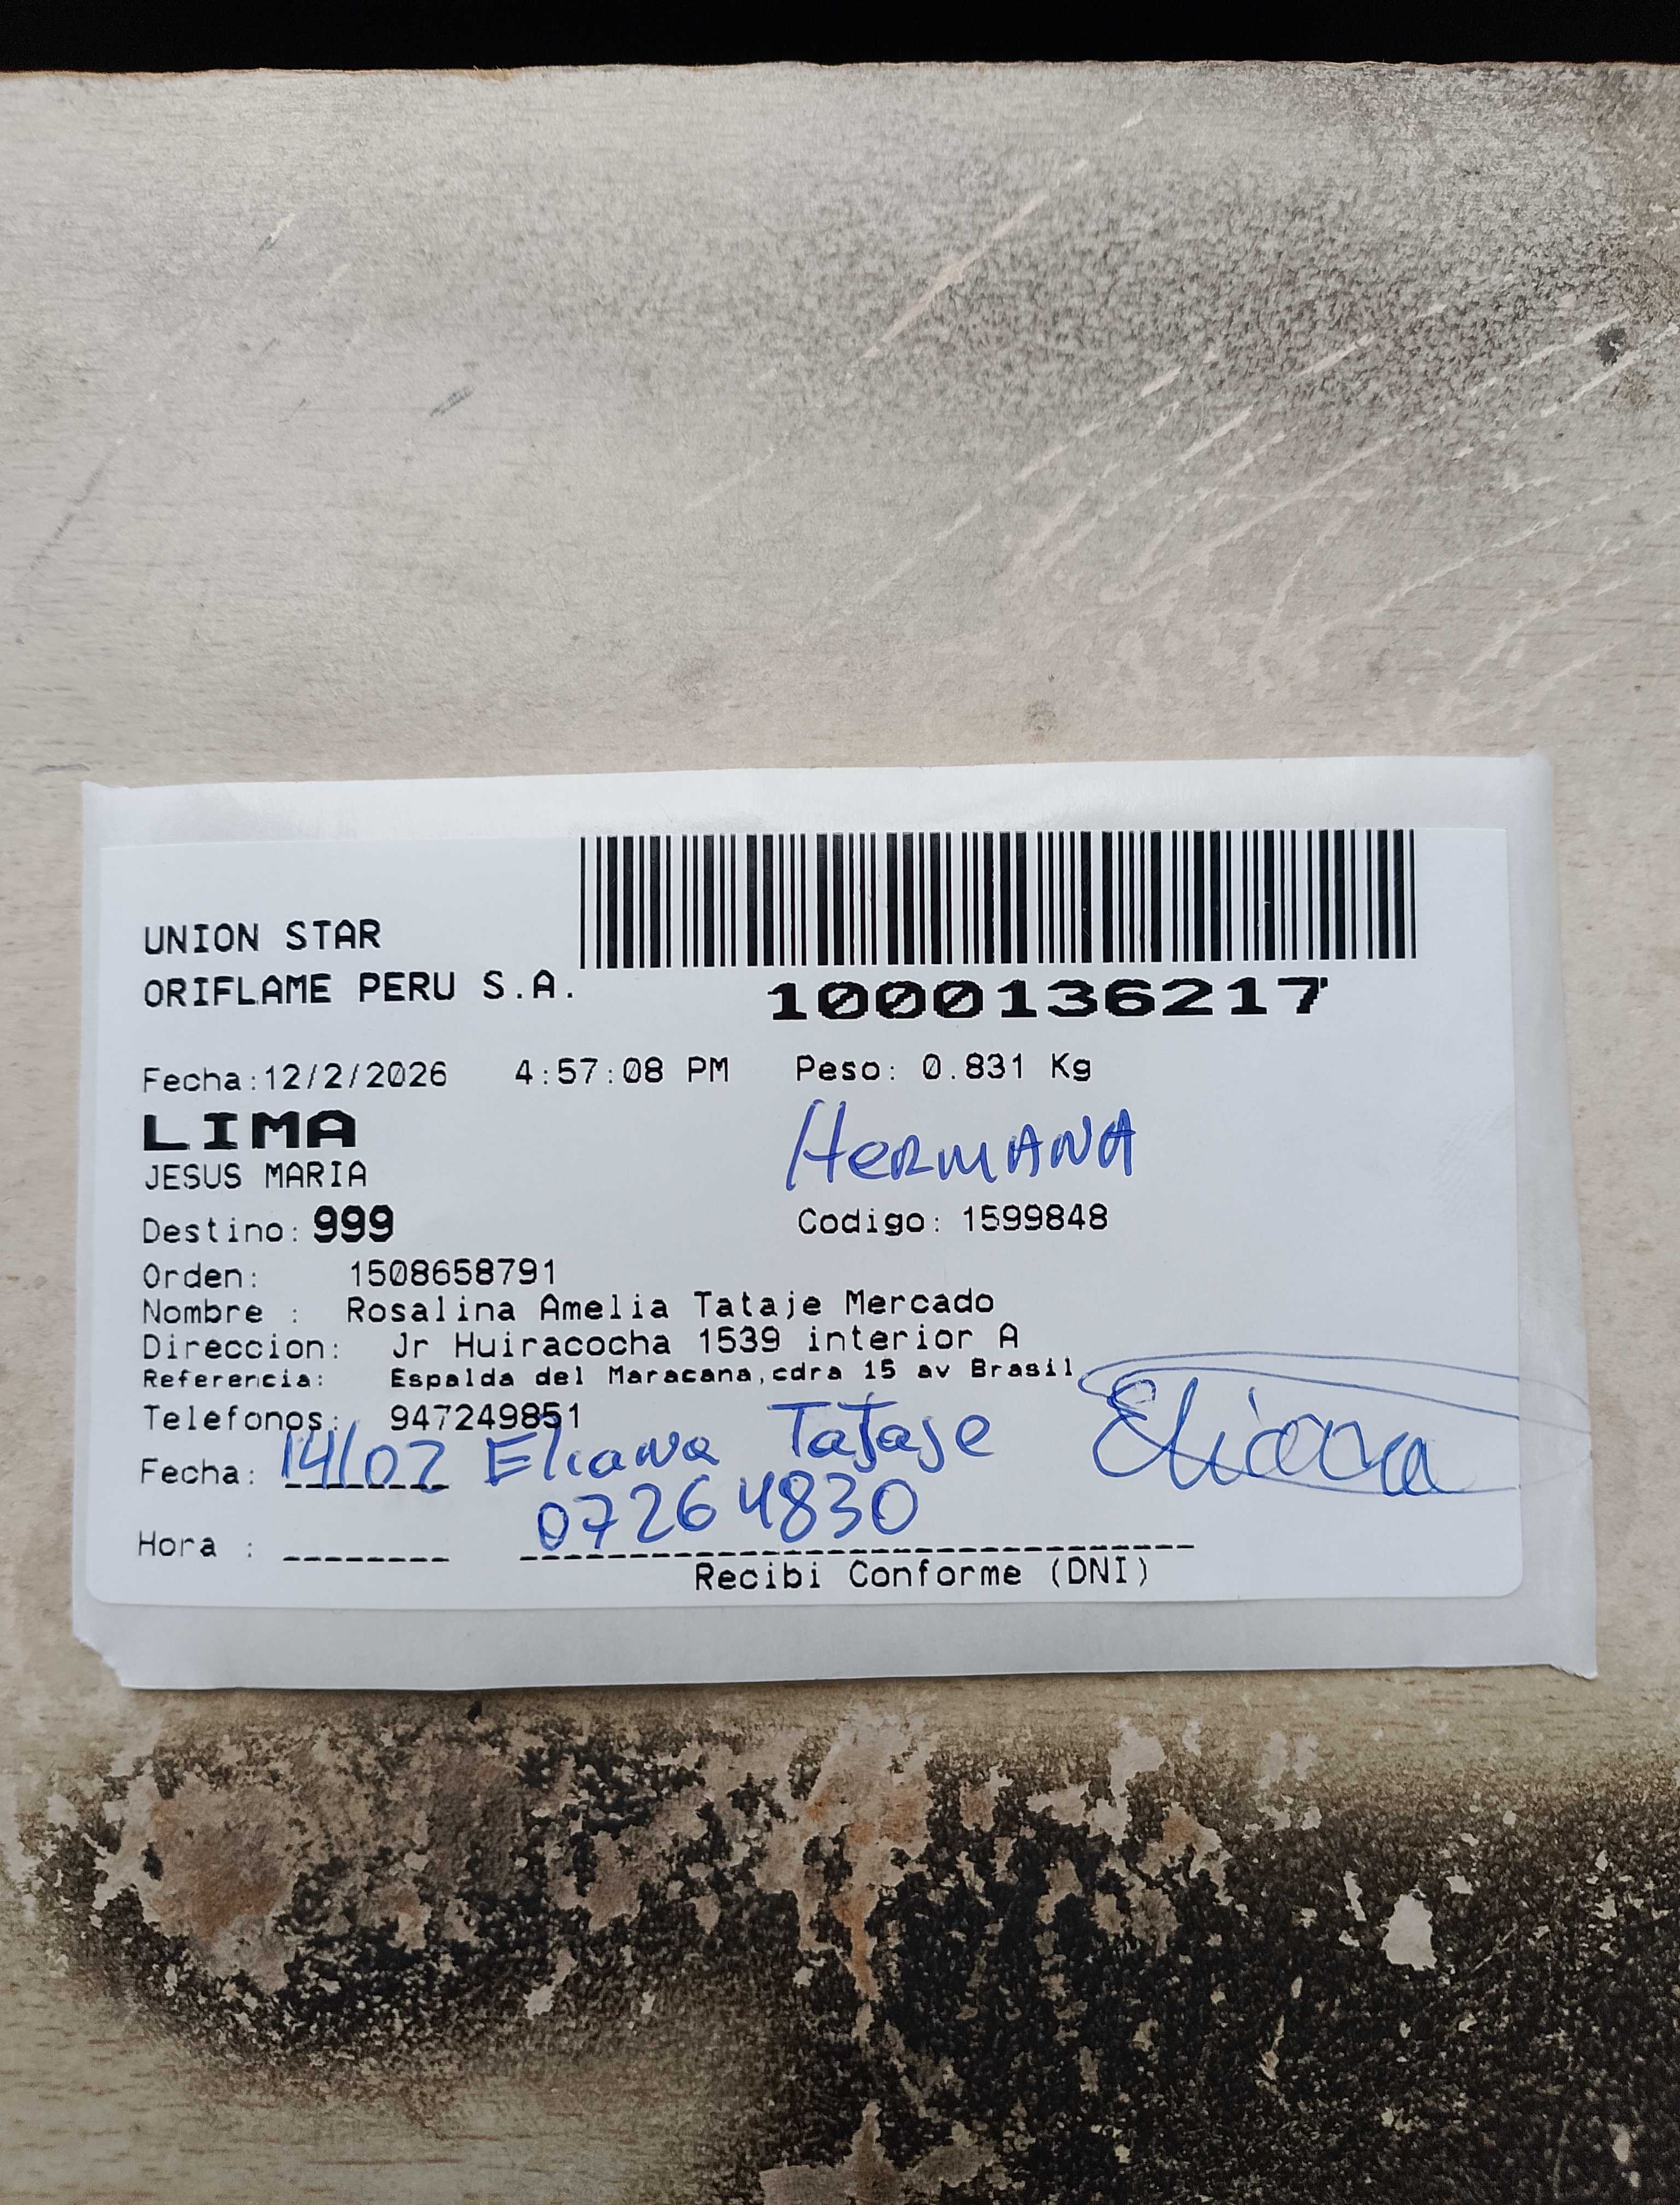 UNION STAR
ORIFLAME PERU S.A.
1000136217
Fecha:12/2/2026 4:57:08 PM Peso: 0.831 Kg
LIMA
HERMANA
JESUS MARIA
Destino: 999 Codigo: 1599848
Orden: 1508658791
Nombre : Rosalina Amelia Tataje Mercado
Direccion: Jr Huiracocha 1539 interior A
Referencia: Espalda del Maracana,cdra 15 av Brasil
Telefonos: 947249851
Fecha: 14/02 Eliana Tataje Eliana
07264830
Hora :
Recibi Conforme (DNI)